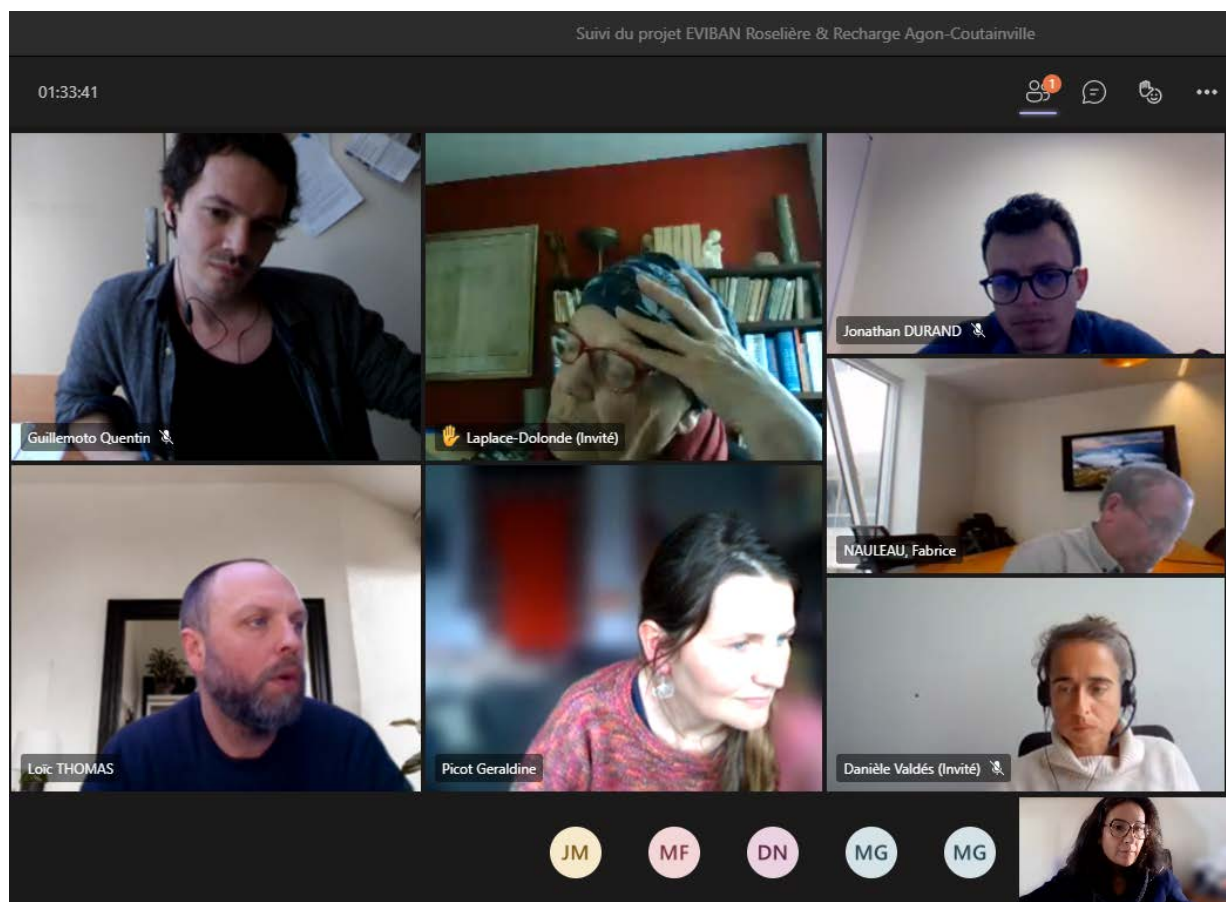 Suivi du projet EVIBAN Roselière & Recharge Agon-Coutainville
01:33:41
1
Guillemoto Quentin
Laplace-Dolonde (Invité)
Jonathan DURAND
NAULEAU, Fabrice
Loïc THOMAS
Picot Geraldine
Danièle Valdés (Invité)
JM
MF
DN
MG
MG